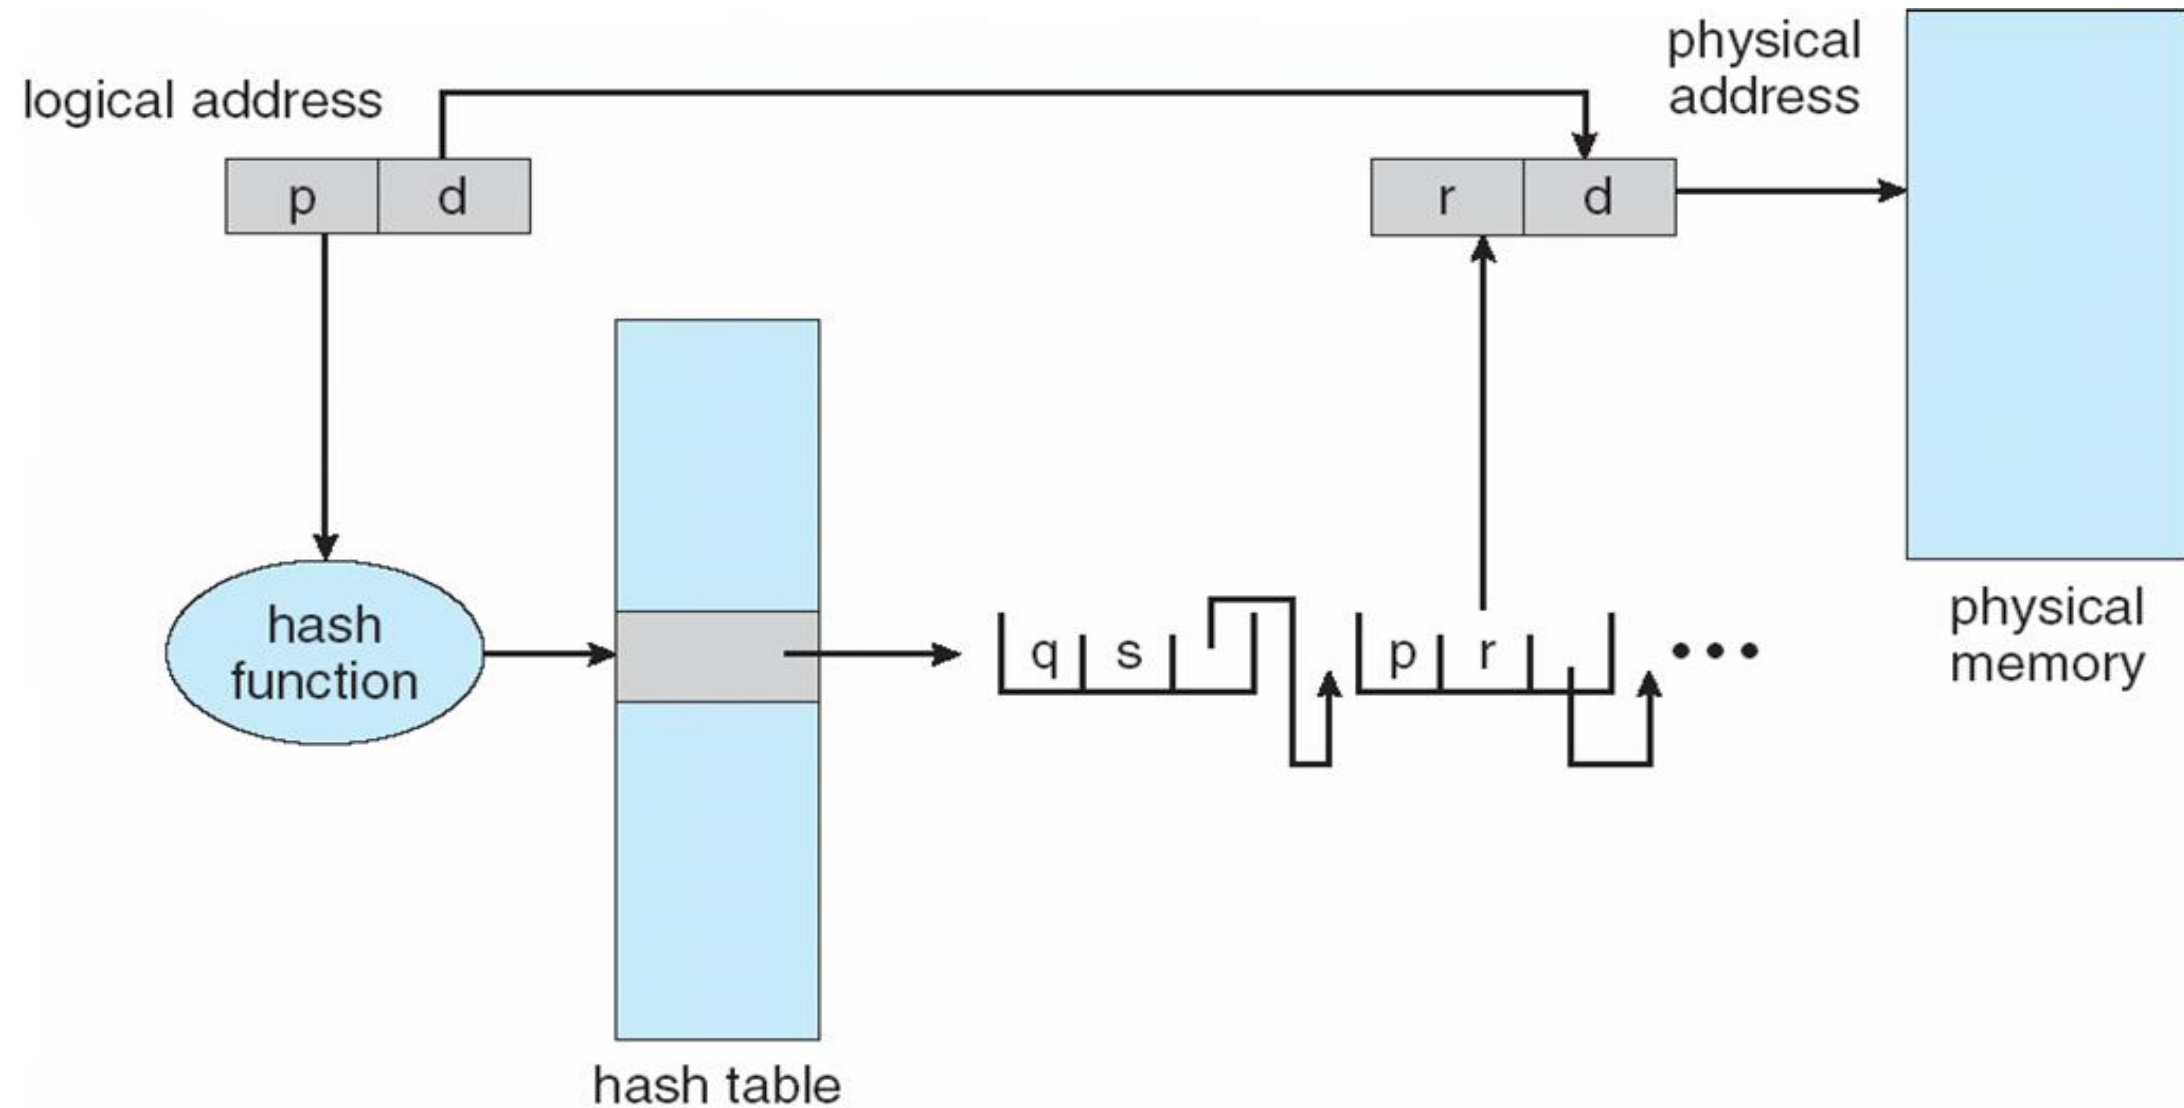 physical
address
logical address
p d
r d
hash
function
q s
p r
•••
physical
memory
hash table